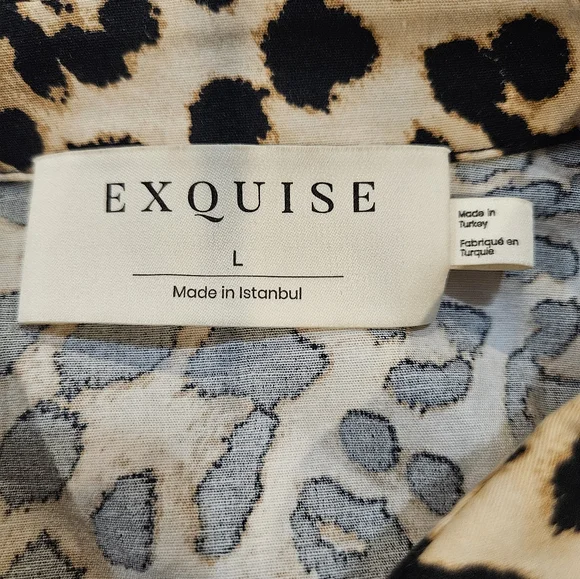 EXQUISE
L
Made in Istanbul
Made in
Turkey
Fabriqué en
Turquie